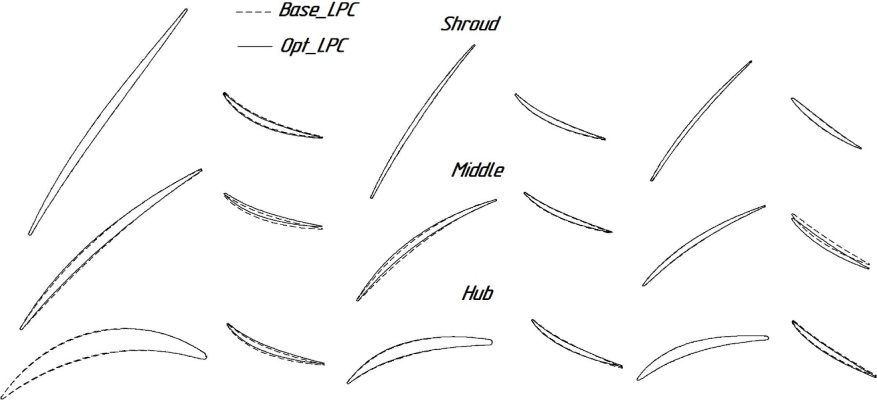 Base_LPC
Opt_LPC
Shroud
Middle
Hub